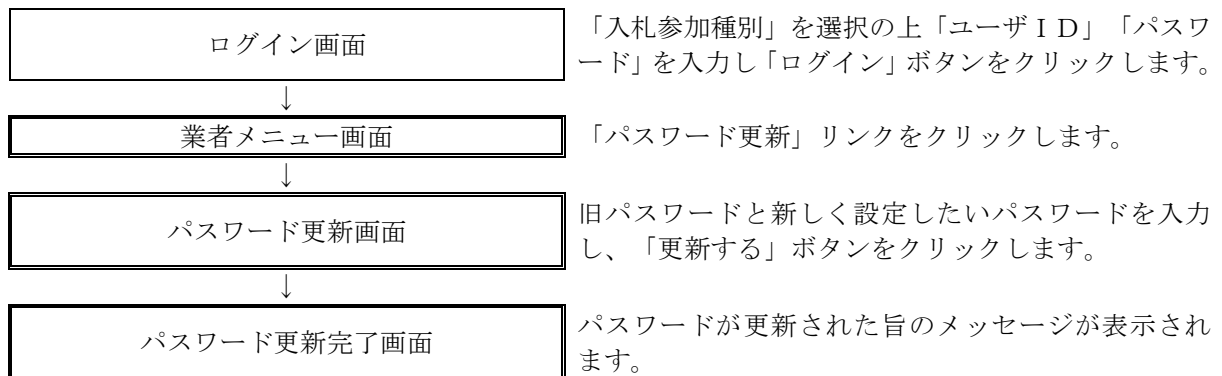 ログイン画面
「入札参加種別」を選択の上「ユーザＩＤ」「パスワ
ード」を入力し「ログイン」ボタンをクリックします。
↓
業者メニュー画面
「パスワード更新」リンクをクリックします。
↓
パスワード更新画面
旧パスワードと新しく設定したいパスワードを入力
し、「更新する」ボタンをクリックします。
↓
パスワード更新完了画面
パスワードが更新された旨のメッセージが表示され
ます。